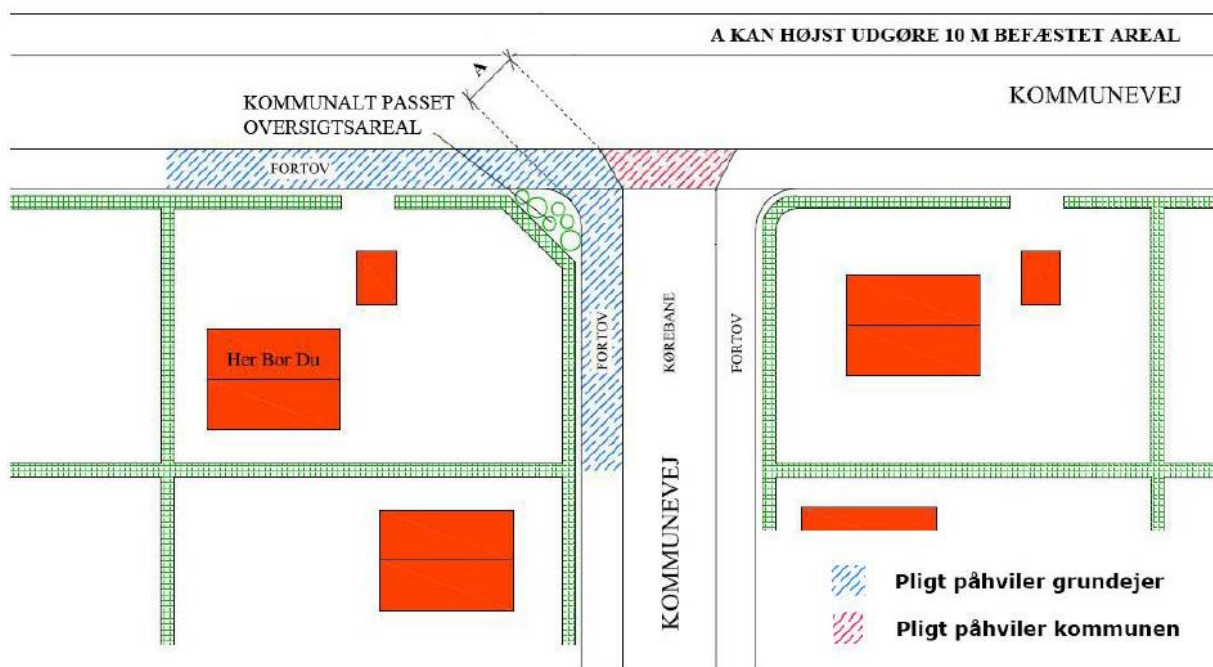 A KAN HØJST UDGØRE 10 M BEFÆSTET AREAL
A
KOMMUNEVEJ
KOMMUNALT PASSET
OVERSIGTSAREAL
FORTOV
Her Bor Du
FORTOV
KØREBANE
FORTOV
KOMMUNEVEJ
Pligt påhviler grundejer
Pligt påhviler kommunen